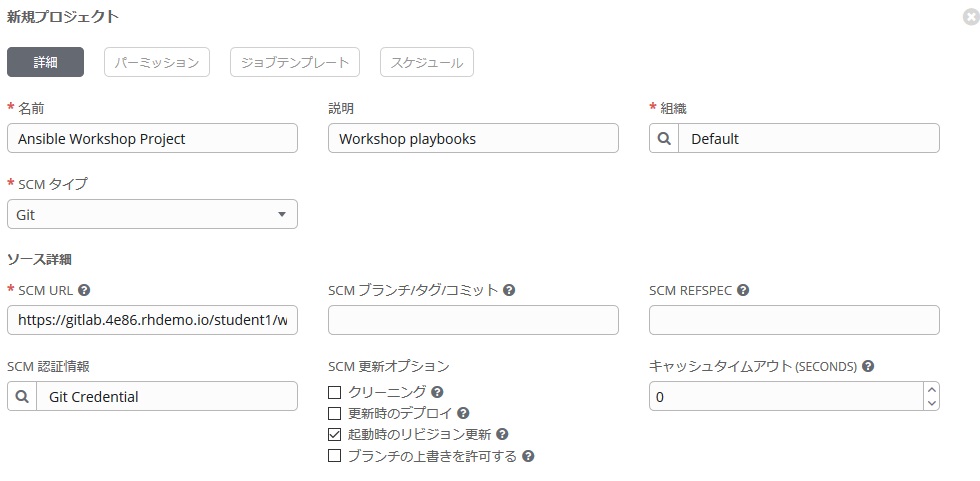 新規プロジェクト
詳細 パーミッション ジョブテンプレート スケジュール
* 名前 説明 * 組織
Ansible Workshop Project Workshop playbooks Default
* SCM タイプ
Git
ソース詳細
* SCM URL SCM ブランチ/タグ/コミット SCM REFSPEC
https://gitlab.4e86.rhdemo.io/student1/w
SCM 認証情報 SCM 更新オプション キャッシュタイムアウト (SECONDS)
Git Credential クリーニング 0
更新時のデプロイ
起動時のリビジョン更新
ブランチの上書きを許可する